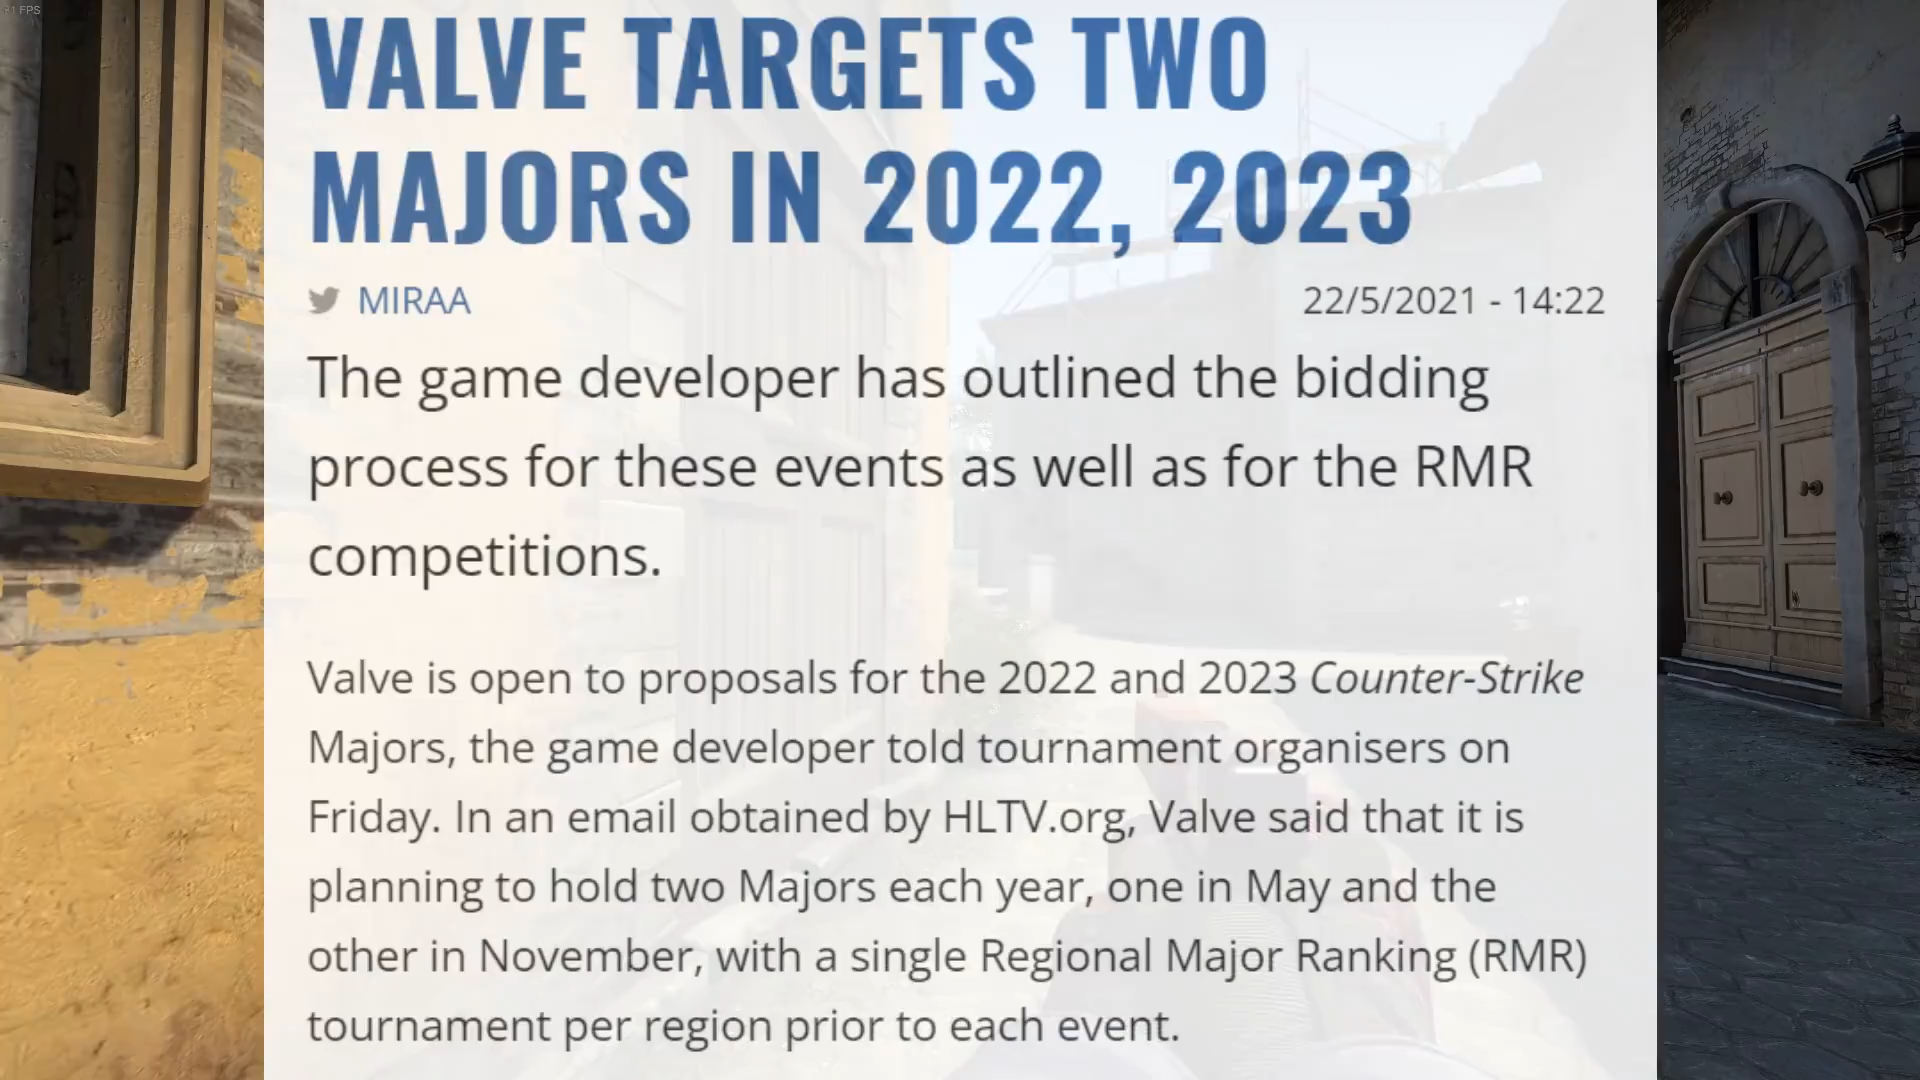 91 FPS
VALVE TARGETS TWO
MAJORS IN 2022, 2023
MIRAA 22/5/2021 - 14:22
The game developer has outlined the bidding
process for these events as well as for the RMR
competitions.
Valve is open to proposals for the 2022 and 2023 Counter-Strike
Majors, the game developer told tournament organisers on
Friday. In an email obtained by HLTV.org, Valve said that it is
planning to hold two Majors each year, one in May and the
other in November, with a single Regional Major Ranking (RMR)
tournament per region prior to each event.